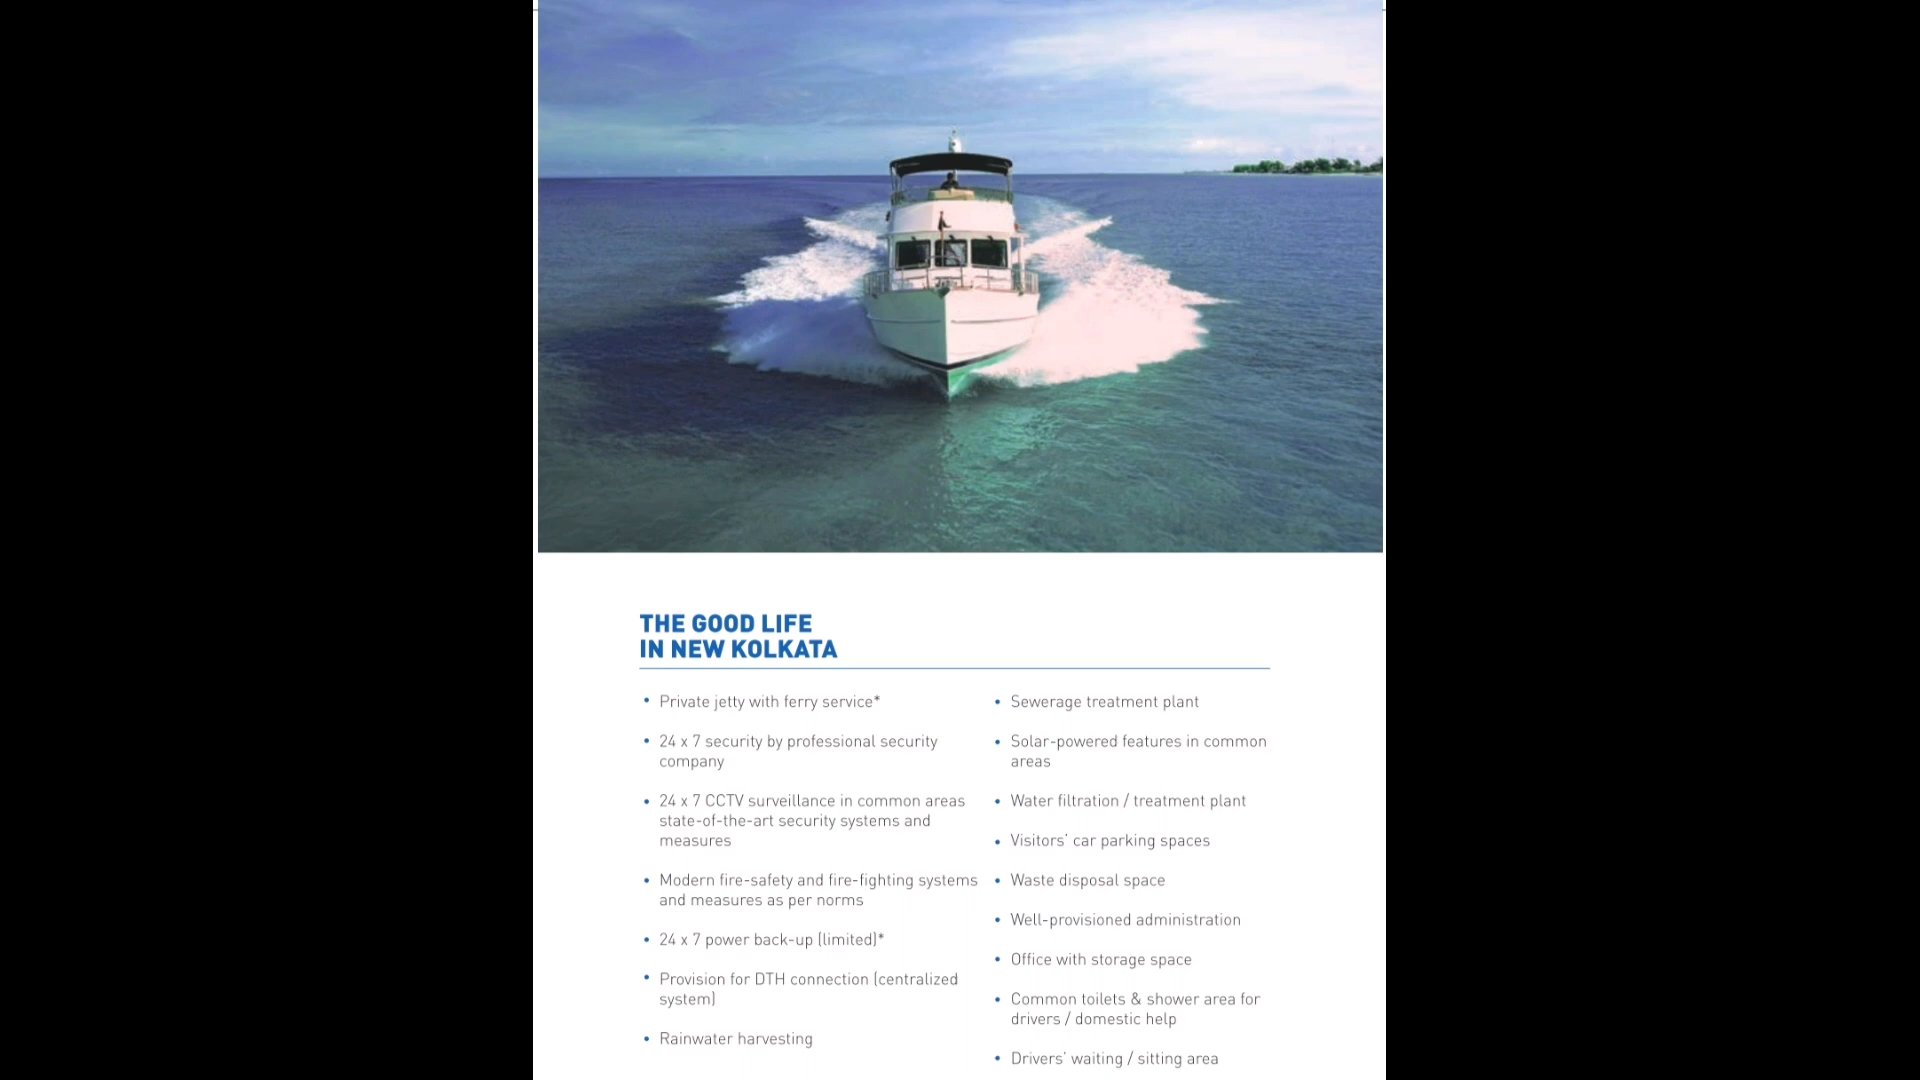 THE GOOD LIFE
IN NEW KOLKATA
• Private jetty with ferry service*
• 24 x 7 security by professional security
company
• 24 x 7 CCTV surveillance in common areas
state-of-the-art security systems and
measures
• Modern fire-safety and fire-fighting systems
and measures as per norms
• 24 x 7 power back-up (limited)*
• Provision for DTH connection (centralized
system)
• Rainwater harvesting
• Sewerage treatment plant
• Solar-powered features in common
areas
• Water filtration / treatment plant
• Visitors' car parking spaces
• Waste disposal space
• Well-provisioned administration
• Office with storage space
• Common toilets & shower area for
drivers / domestic help
• Drivers' waiting / sitting area